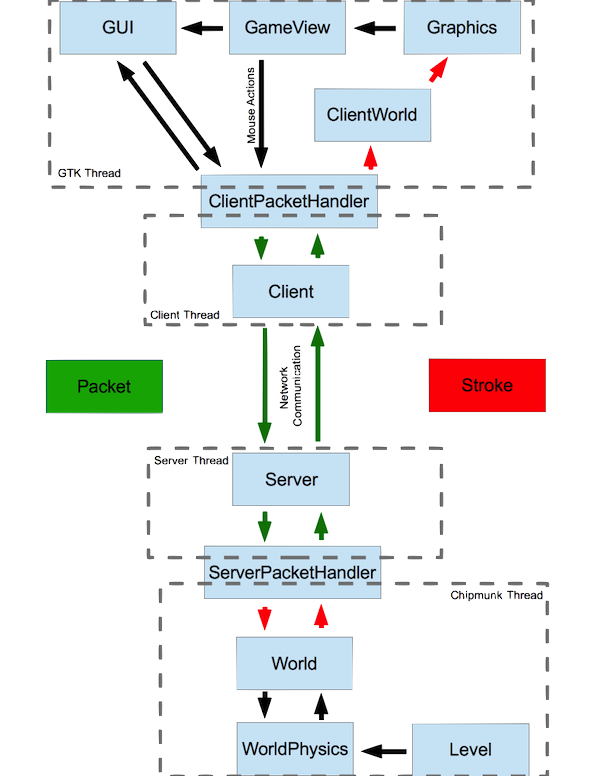 GUI
GameView
Graphics
Mouse Actions
ClientWorld
GTK Thread
ClientPacketHandler
Client
Client Thread
Network
Communication
Packet
Stroke
Server Thread
Server
ServerPacketHandler
Chipmunk Thread
World
WorldPhysics
Level